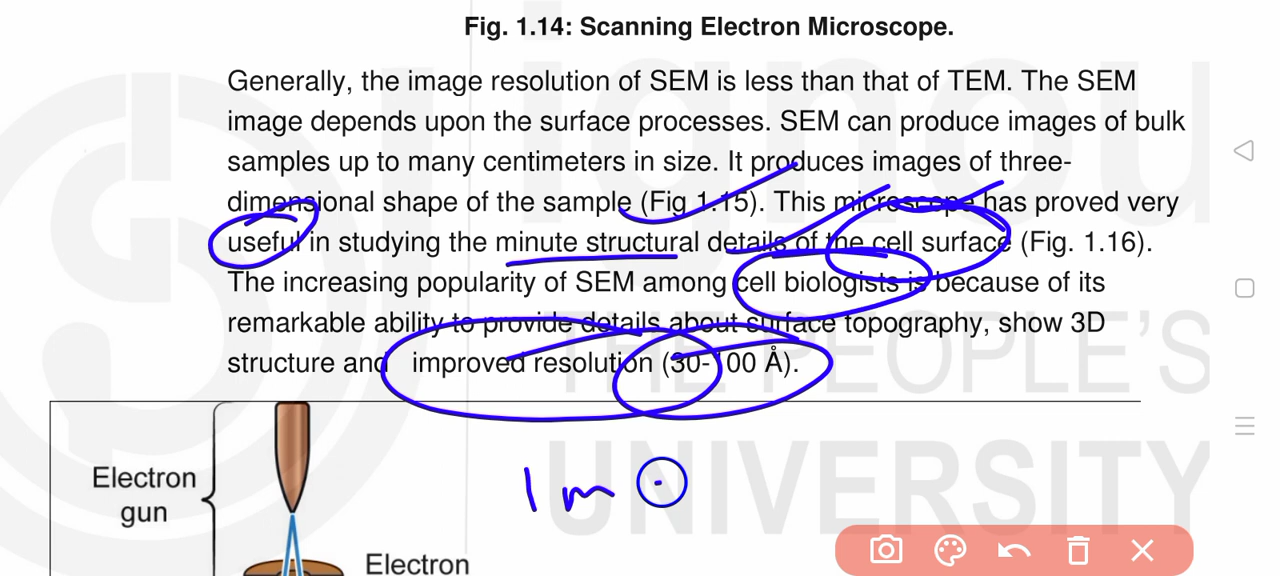 Fig. 1.14: Scanning Electron Microscope.
Generally, the image resolution of SEM is less than that of TEM. The SEM
image depends upon the surface processes. SEM can produce images of bulk
samples up to many centimeters in size. It produces images of three-
dimensional shape of the sample (Fig 1.15). This microscope has proved very
useful in studying the minute structural details of the cell surface (Fig. 1.16).
The increasing popularity of SEM among cell biologists is because of its
remarkable ability to provide details about surface topography, show 3D
structure and improved resolution (30-100 Å).
ignou
THE PEOPLE'S
UNIVERSITY
Electron
gun
1 m
Electron